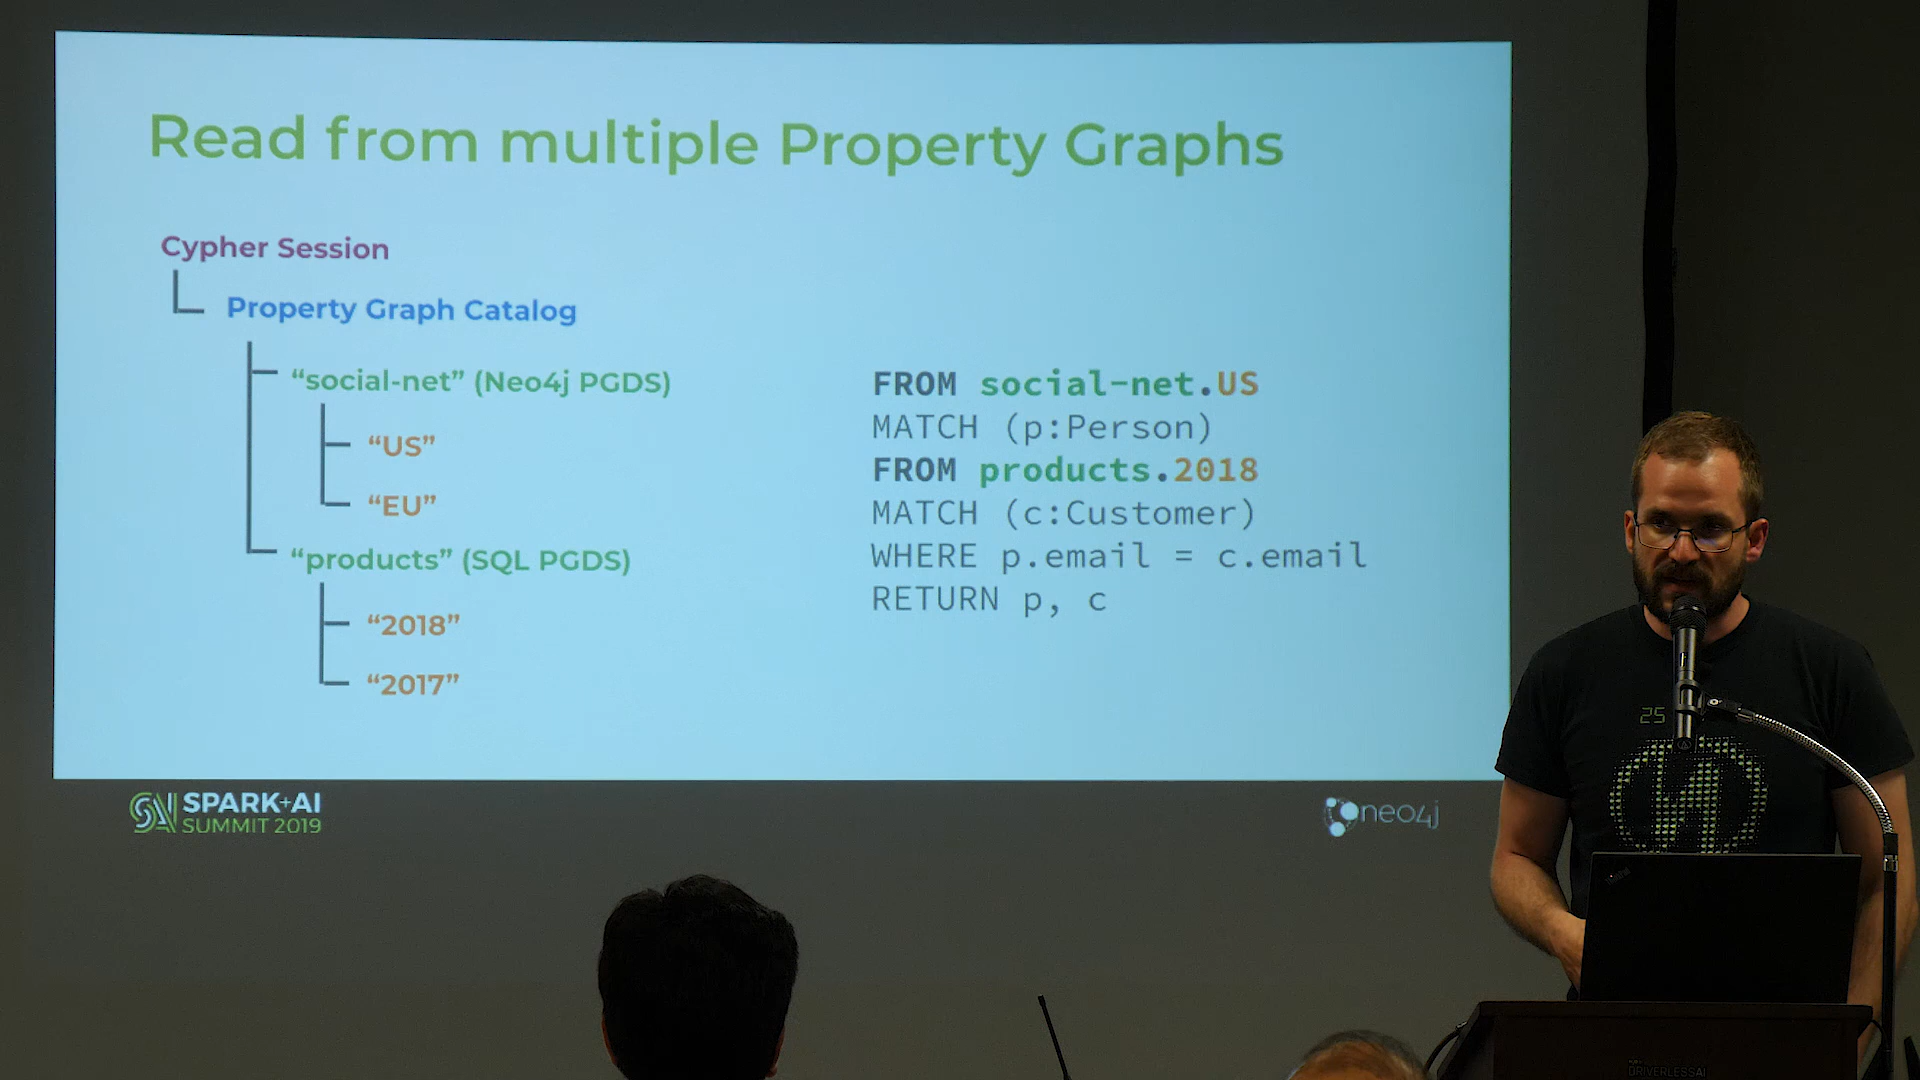 Read from multiple Property Graphs
Cypher Session
Property Graph Catalog
“social-net” (Neo4j PGDS)
“US”
“EU”
“products” (SQL PGDS)
“2018”
“2017”
FROM social-net.US
MATCH (p:Person)
FROM products.2018
MATCH (c:Customer)
WHERE p.email = c.email
RETURN p, c
SPARK+AI
SUMMIT 2019
neo4j
25
ThinkPad
DRIVERLESSAI